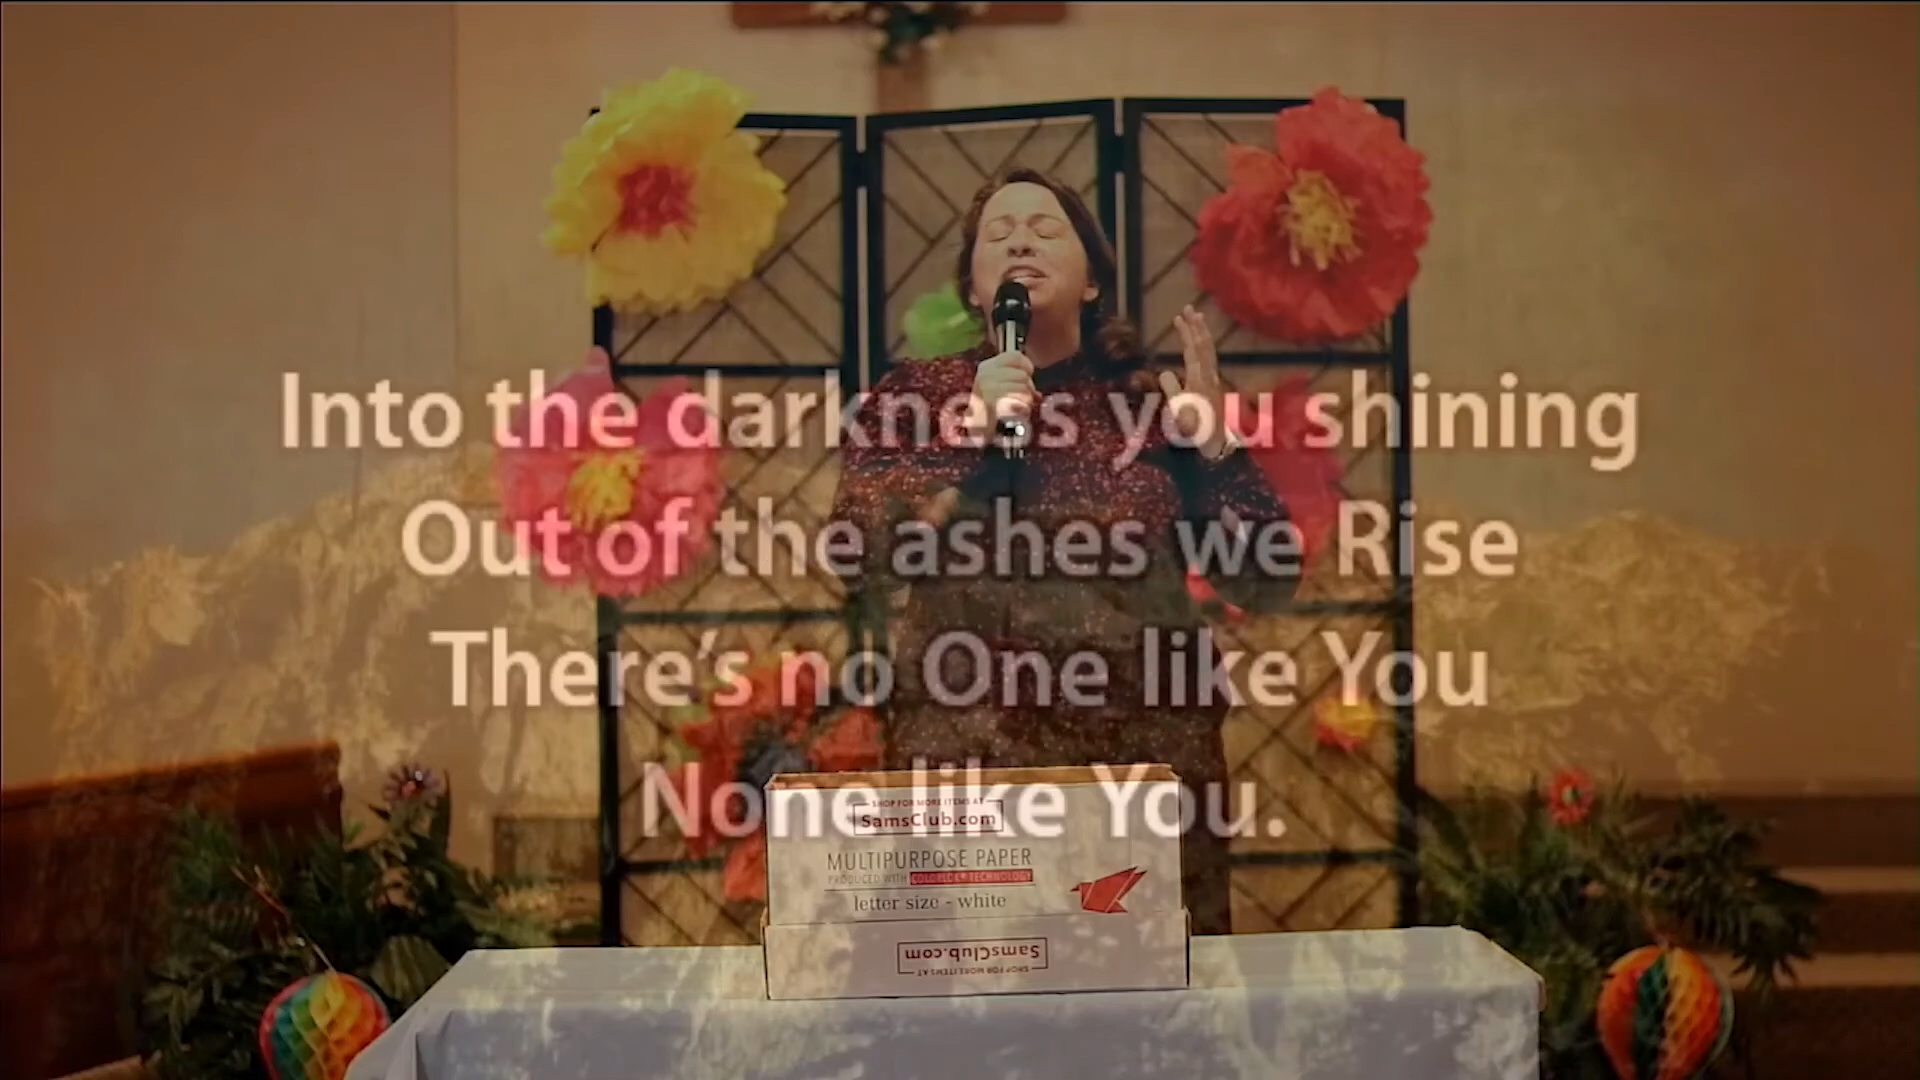 Into the darkness you shining
Out of the ashes we Rise
There's no One like You
None like You.
SHOP FOR MORE ITEMS AT
SamsClub.com
MULTIPURPOSE PAPER
PRODUCED WITH COLORLOK® TECHNOLOGY
letter size - white
SamsClub.com
SHOP FOR MORE ITEMS AT